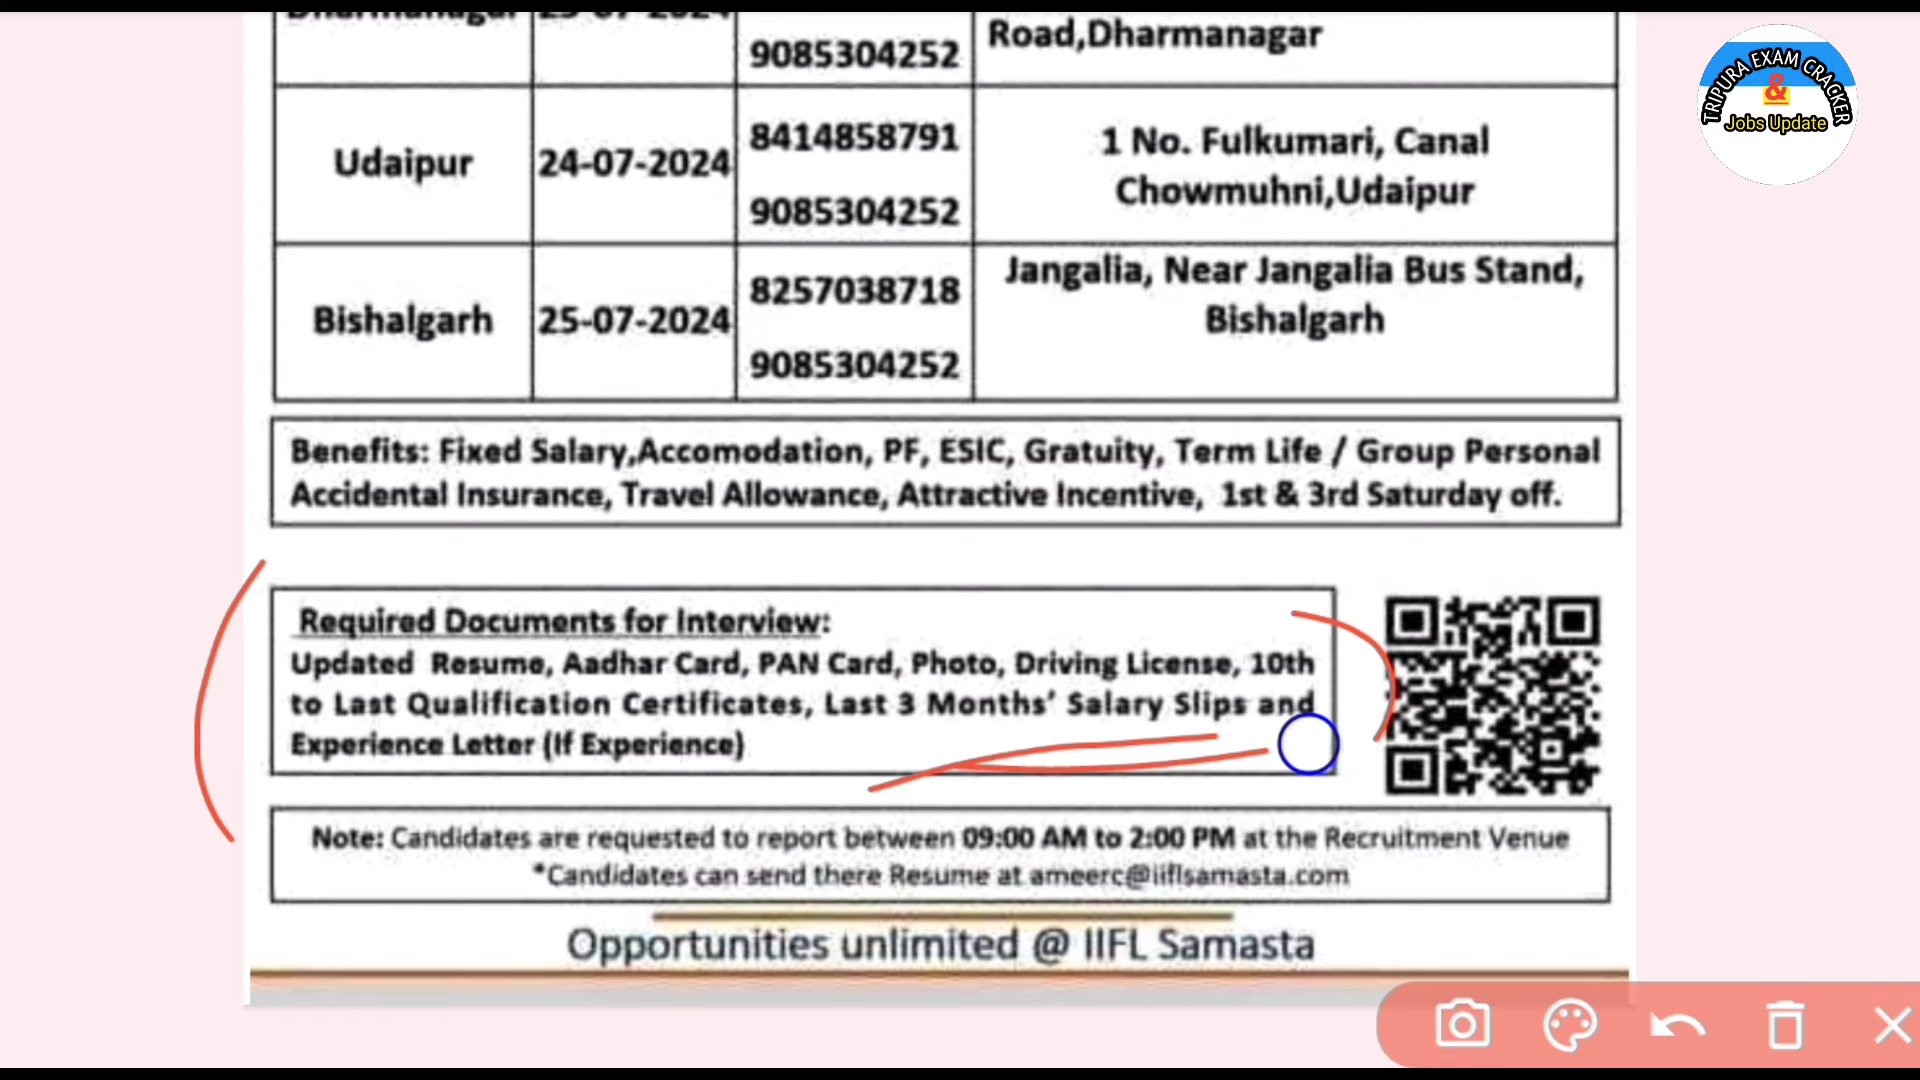 Dharmanagar 23-07-2024
9085304252
Road,Dharmanagar
Udaipur
24-07-2024
8414858791
9085304252
1 No. Fulkumari, Canal
Chowmuhni,Udaipur
Bishalgarh
25-07-2024
8257038718
9085304252
Jangalia, Near Jangalia Bus Stand,
Bishalgarh
Benefits: Fixed Salary,Accomodation, PF, ESIC, Gratuity, Term Life / Group Personal
Accidental Insurance, Travel Allowance, Attractive Incentive, 1st & 3rd Saturday off.
Required Documents for Interview:
Updated Resume, Aadhar Card, PAN Card, Photo, Driving License, 10th
to Last Qualification Certificates, Last 3 Months' Salary Slips and
Experience Letter (If Experience)
Note: Candidates are requested to report between 09:00 AM to 2:00 PM at the Recruitment Venue
*Candidates can send there Resume at ameerc@iiflsamasta.com
Opportunities unlimited @ IIFL Samasta
TRIPURA EXAM CRACKER
&
Jobs Update